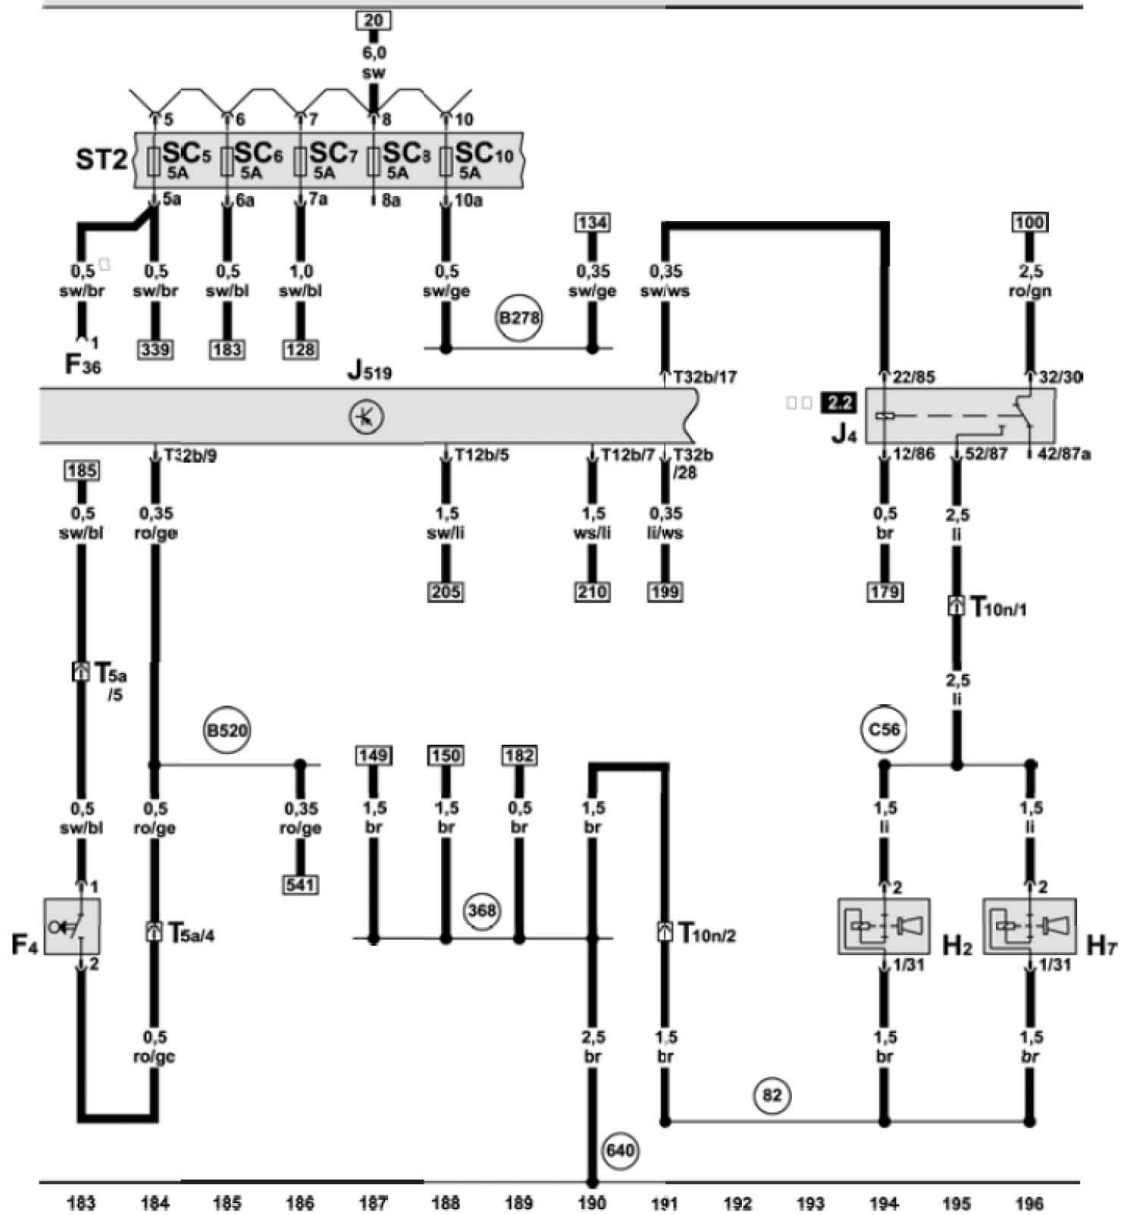 20
6,0
sw
5 6 7 8 10
ST2 SC5 SC6 SC7 SC8 SC10
5A 5A 5A 5A 5A
5a 6a 7a 8a 10a
134 100
0,5 0,5 0,5 1,0 0,5 0,35 0,35 2,5
sw/br sw/br sw/bl sw/bl sw/ge sw/ge sw/ws ro/gn
B278
1
F36 339 183 128
J519
T32b/17 22/85 32/30
2.2
J4
T32b/9 T12b/5 T12b/7 T32b 12/86 52/87 42/87a
/28
185
0,5 0,35 1,5 1,5 0,35 0,5 2,5
sw/bl ro/ge sw/li ws/li li/ws br li
205 210 199 179
T10n/1
T5a
/5
2,5
li
B520 C56
149 150 182
0,5 0,5 0,35 1,5 1,5 0,5 1,5 1,5 1,5
sw/bl ro/ge ro/ge br br br br li li
541
1 2 2
368
F4 T5a/4 T10n/2 H2 H7
2 1/31 1/31
0,5 2,5 1,5 1,5 1,5
ro/ge br br br br
82
640
183 184 185 186 187 188 189 190 191 192 193 194 195 196